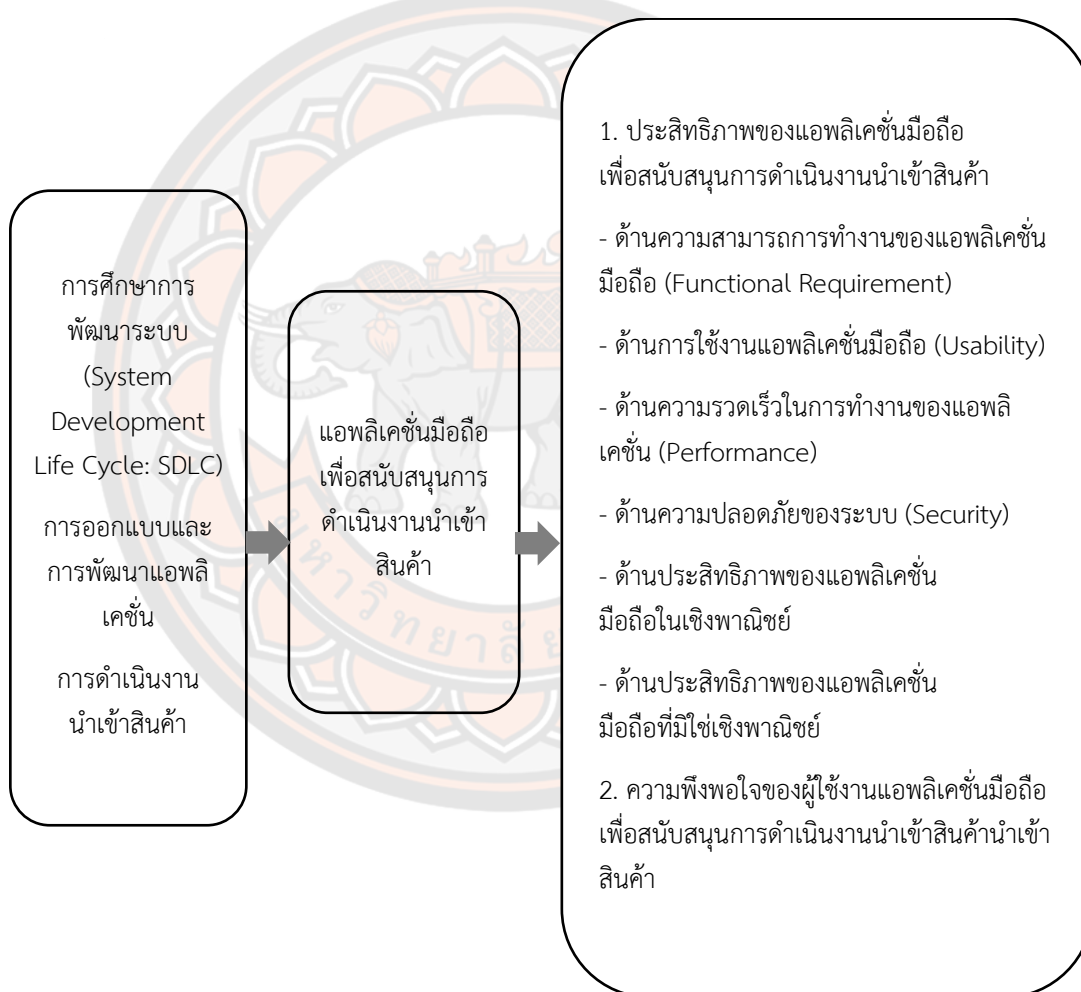 การศึกษาการ
พัฒนาระบบ
(System
Development
Life Cycle: SDLC)
การออกแบบและ
การพัฒนาแอพลิ
เคชั่น
การดำเนินงาน
นำเข้าสินค้า
แอพลิเคชั่นมือถือ
เพื่อสนับสนุนการ
ดำเนินงานนำเข้า
สินค้า
1. ประสิทธิภาพของแอพลิเคชั่นมือถือ
เพื่อสนับสนุนการดำเนินงานนำเข้าสินค้า
- ด้านความสามารถการทำงานของแอพลิเคชั่น
มือถือ (Functional Requirement)
- ด้านการใช้งานแอพลิเคชั่นมือถือ (Usability)
- ด้านความรวดเร็วในการทำงานของแอพลิ
เคชั่น (Performance)
- ด้านความปลอดภัยของระบบ (Security)
- ด้านประสิทธิภาพของแอพลิเคชั่น
มือถือในเชิงพาณิชย์
- ด้านประสิทธิภาพของแอพลิเคชั่น
มือถือที่มิใช่เชิงพาณิชย์
2. ความพึงพอใจของผู้ใช้งานแอพลิเคชั่นมือถือ
เพื่อสนับสนุนการดำเนินงานนำเข้าสินค้านำเข้า
สินค้า
มหาวิทยาลัย